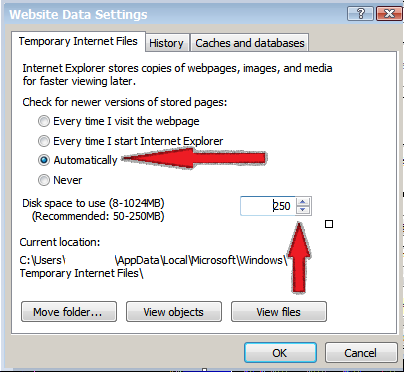 Website Data Settings
Temporary Internet Files History Caches and databases
Internet Explorer stores copies of webpages, images, and media
for faster viewing later.
Check for newer versions of stored pages:
Every time I visit the webpage
Every time I start Internet Explorer
Automatically
Never
Disk space to use (8-1024MB)
(Recommended: 50-250MB)
250
Current location:
C:\Users\ \AppData\Local\Microsoft\Windows\
Temporary Internet Files\
Move folder... View objects View files
OK Cancel